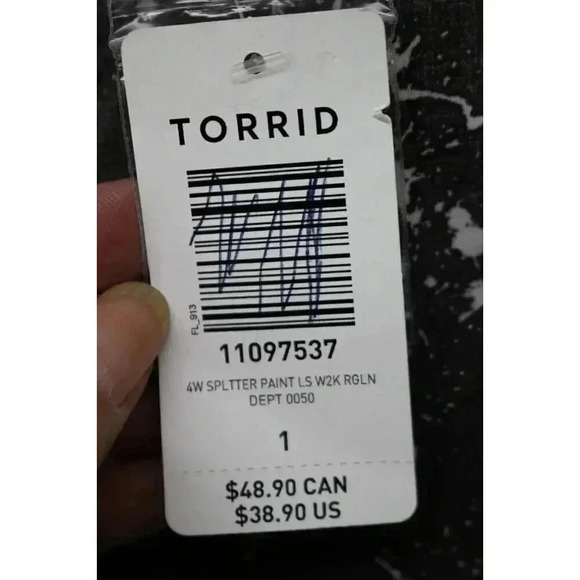 TORRID
FL_913
11097537
4W SPLTTER PAINT LS W2K RGLN
DEPT 0050
1
$48.90 CAN
$38.90 US